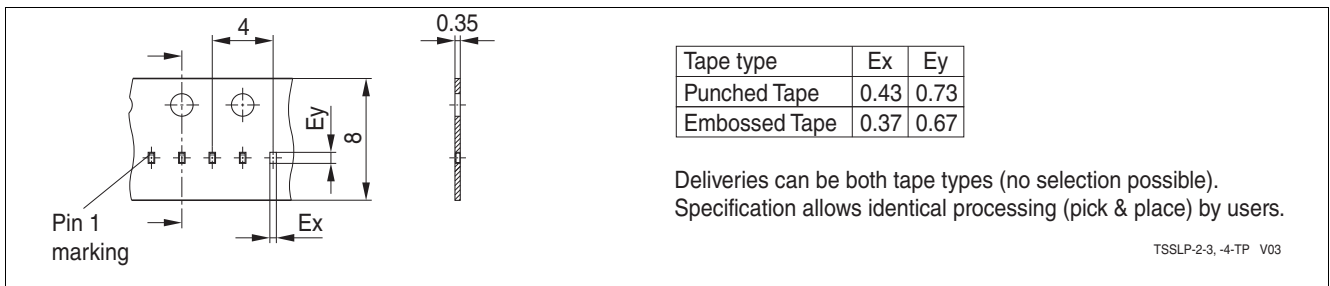 4
0.35
Ey
8
Pin 1
marking
Ex
Tape type Ex Ey
Punched Tape 0.43 0.73
Embossed Tape 0.37 0.67
Deliveries can be both tape types (no selection possible).
Specification allows identical processing (pick & place) by users.
TSSLP-2-3, -4-TP V03